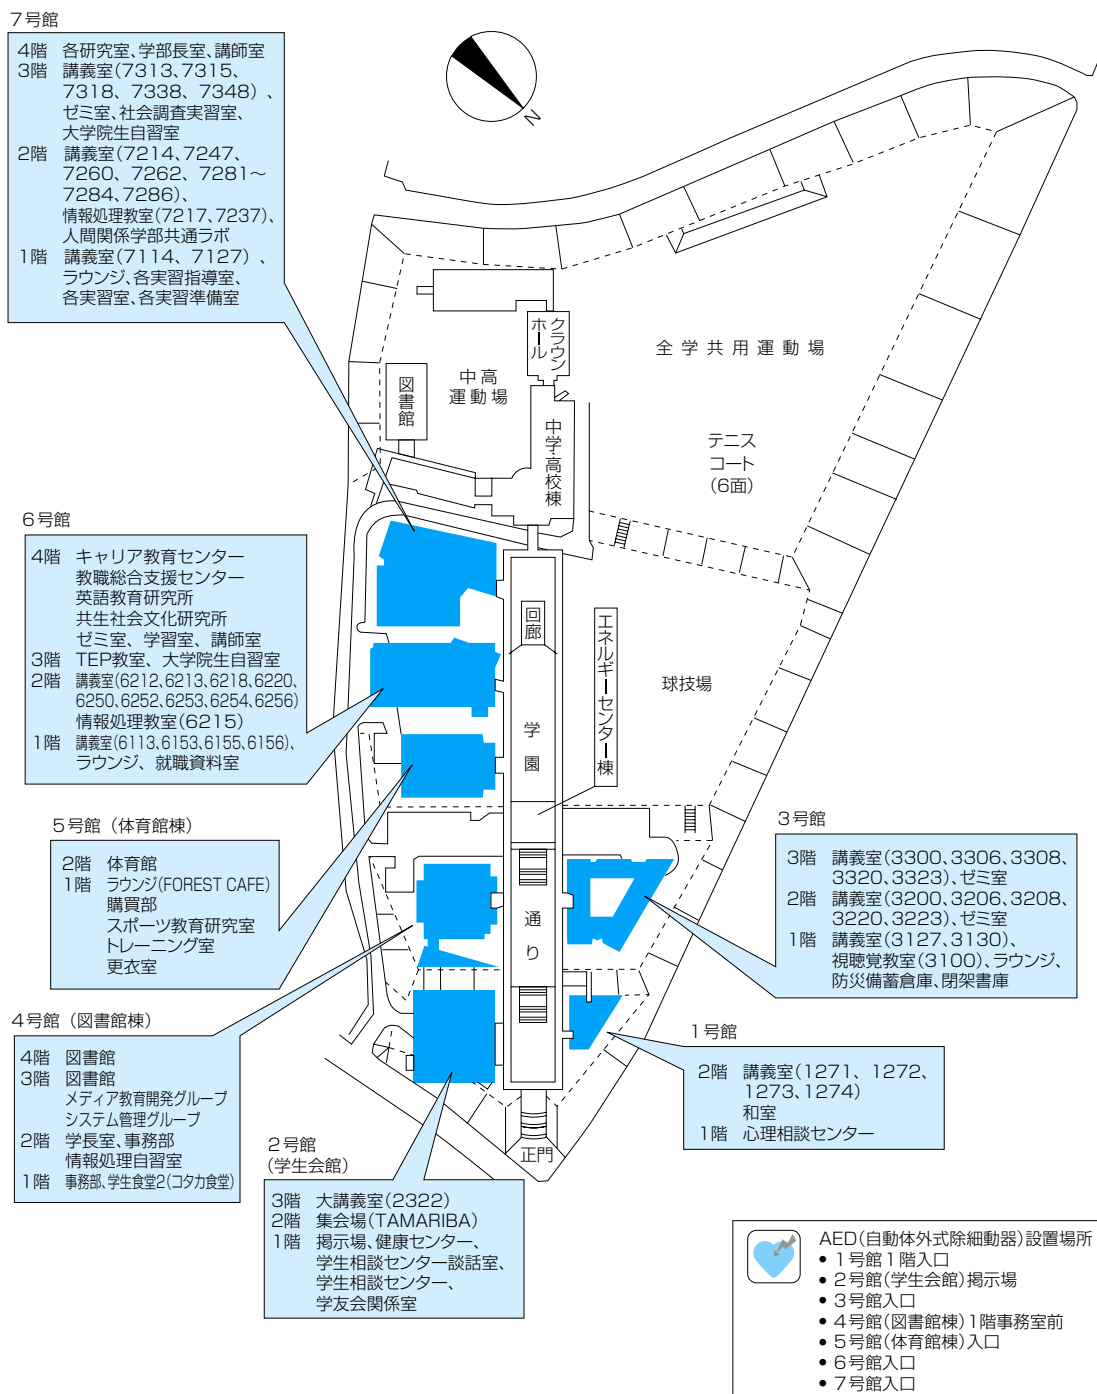 7号館
4階 各研究室、学部長室、講師室
3階 講義室(7313、7315、
7318、7338、7348)、
ゼミ室、社会調査実習室、
大学院生自習室
2階 講義室(7214、7247、
7260、7262、7281〜
7284、7286)、
情報処理教室(7217、7237)、
人間関係学部共通ラボ
1階 講義室(7114、7127)、
ラウンジ、各実習指導室、
各実習室、各実習準備室
N
クラウン
ホール
全学共用運動場
中高
運動場
図書館
中学・高校棟
テニス
コート
(6面)
6号館
4階 キャリア教育センター
教職総合支援センター
英語教育研究所
共生社会文化研究所
ゼミ室、学習室、講師室
3階 TEP教室、大学院生自習室
2階 講義室(6212、6213、6218、6220、
6250、6252、6253、6254、6256)
情報処理教室(6215)
1階 講義室(6113、6153、6155、6156)、
ラウンジ、就職資料室
回廊
エネルギーセンター棟
球技場
学園
通り
5号館(体育館棟)
2階 体育館
1階 ラウンジ(FOREST CAFE)
購買部
スポーツ教育研究室
トレーニング室
更衣室
3号館
3階 講義室(3300、3306、3308、
3320、3323)、ゼミ室
2階 講義室(3200、3206、3208、
3220、3223)、ゼミ室
1階 講義室(3127、3130)、
視聴覚教室(3100)、ラウンジ、
防災備蓄倉庫、閉架書庫
4号館(図書館棟)
4階 図書館
3階 図書館
メディア教育開発グループ
システム管理グループ
2階 学長室、事務部
情報処理自習室
1階 事務部、学生食堂2(コタカ食堂)
1号館
2階 講義室(1271、1272、
1273、1274)
和室
1階 心理相談センター
正門
2号館
(学生会館)
3階 大講義室(2322)
2階 集会場(TAMARIBA)
1階 掲示場、健康センター、
学生相談センター談話室、
学生相談センター、
学友会関係室
AED(自動体外式除細動器)設置場所
• 1号館1階入口
• 2号館(学生会館)掲示場
• 3号館入口
• 4号館(図書館棟)1階事務室前
• 5号館(体育館棟)入口
• 6号館入口
• 7号館入口